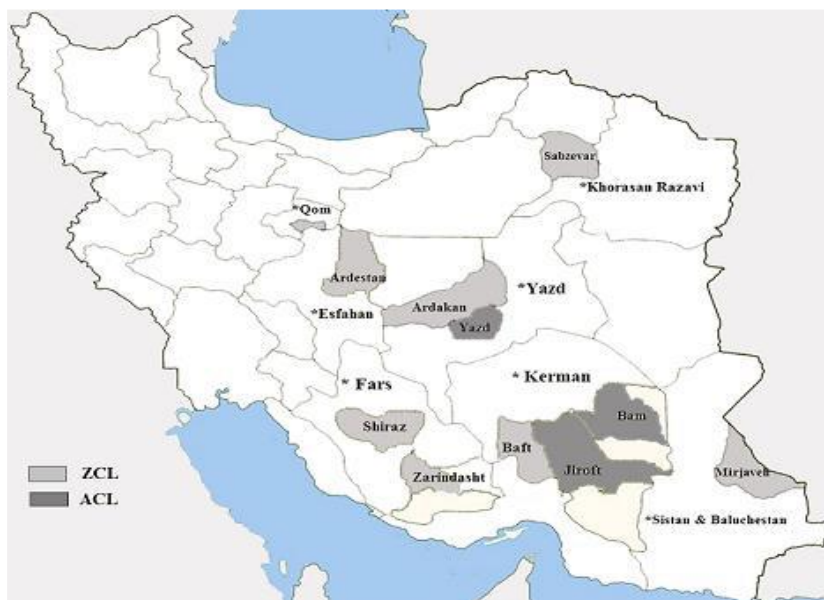 Sabzevar
*Khorasan Razavi
*Qom
Ardestan
*Yazd
Ardakan
*Esfahan
Yazd
* Fars
* Kerman
Shiraz
Bam
Baft
Jiroft
Zarindasht
Mirjaveh
ZCL
ACL
*Sistan & Baluchestan